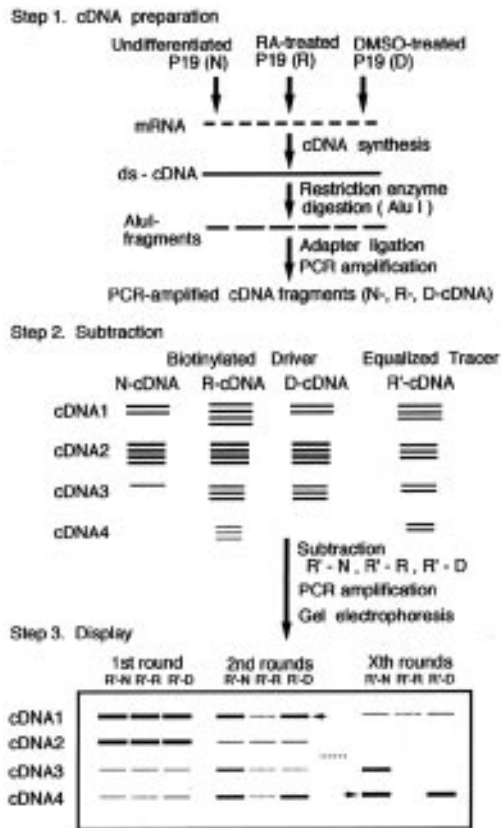 Step 1. cDNA preparation
Undifferentiated RA-treated DMSO-treated
P19 (N) P19 (R) P19 (D)
mRNA
cDNA synthesis
ds - cDNA
Restriction enzyme
digestion ( Alu I )
AluI-
fragments
Adapter ligation
PCR amplification
PCR-amplified cDNA fragments (N-, R-, D-cDNA)
Step 2. Subtraction
Biotinylated Driver Equalized Tracer
N-cDNA R-cDNA D-cDNA R'-cDNA
cDNA1
cDNA2
cDNA3
cDNA4
Subtraction
R' - N , R' - R , R' - D
PCR amplification
Gel electrophoresis
Step 3. Display
1st round 2nd rounds Xth rounds
R'-N R'-R R'-D R'-N R'-R R'-D R'-N R'-R R'-D
cDNA1
cDNA2
cDNA3
cDNA4